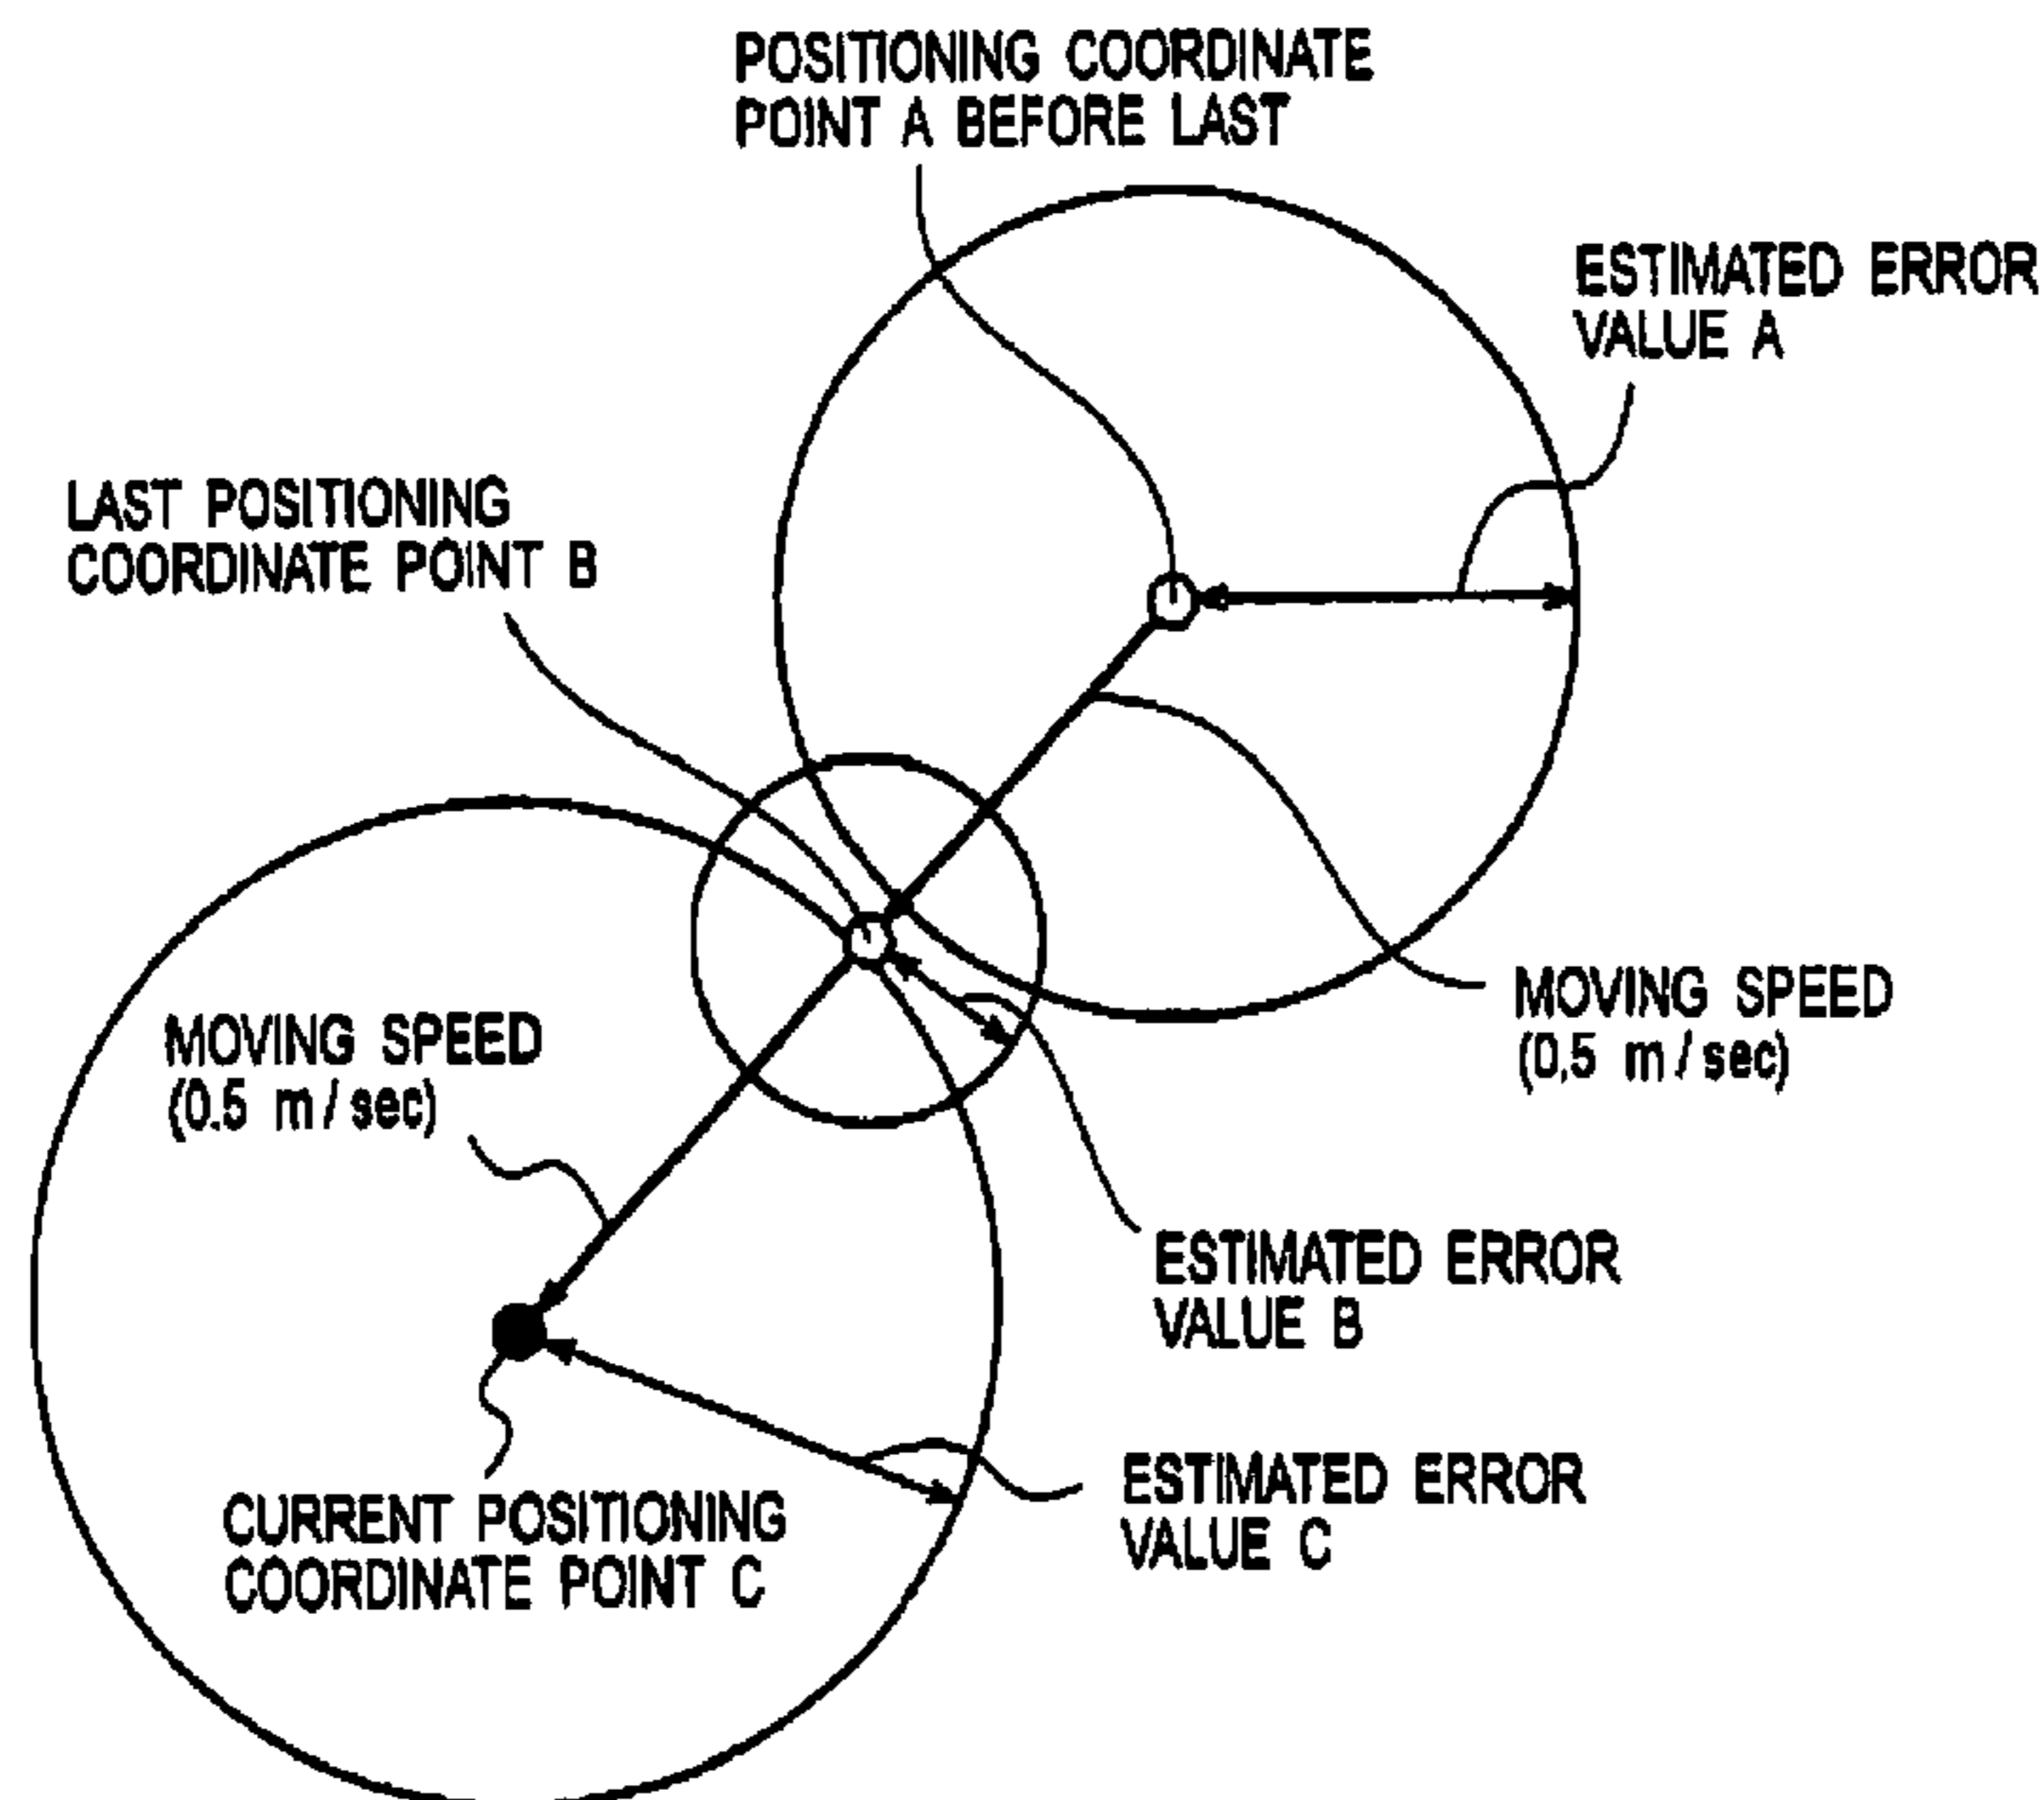 POSITIONING COORDINATE
POINT A BEFORE LAST
ESTIMATED ERROR
VALUE A
LAST POSITIONING
COORDINATE POINT B
MOVING SPEED
(0.5 m/sec)
MOVING SPEED
(0.5 m/sec)
ESTIMATED ERROR
VALUE B
ESTIMATED ERROR
VALUE C
CURRENT POSITIONING
COORDINATE POINT C